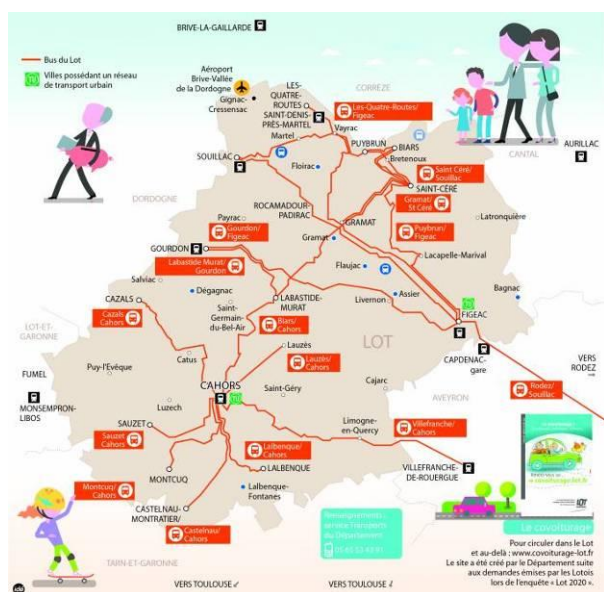 BRIVE-LA-GAILLARDE
Bus du Lot
Villes possédant un réseau
de transport urbain
Aéroport
Brive-Vallée
de la Dordogne
Gignac-
Cressensac
LES-
QUATRE-
ROUTES
SAINT-DENIS-
PRÈS-MARTEL
CORRÈZE
Les-Quatre-Routes/
Figeac
Vayrac
Martel
PUYBRUN
BIARS
Bretenoux
CANTAL
AURILLAC
SOUILLAC
Floirac
Saint Céré/
Souillac
SAINT-CÉRÉ
Gramat/
St Céré
DORDOGNE
ROCAMADOUR-
PADIRAC
GRAMAT
Latronquière
Payrac
Gourdon/
Figeac
Gramat
Puybrun/
Figeac
GOURDON
Labastide Murat/
Gourdon
Lacapelle-Marival
Flaujac
Salviac
Dégagnac
Assier
Bagnac
CAZALS
LABASTIDE-
MURAT
Livernon
Saint-
Germain-
du-Bel-Air
FIGEAC
Cazals
Cahors
Biars/
Cahors
LOT-ET-
GARONNE
LOT
Catus
Lauzès
CAPDENAC-
gare
VERS
RODEZ →
Puy-l'Evêque
Lauzès/
Cahors
FUMEL
CAHORS
Saint-Géry
Cajarc
AVEYRON
Rodez/
Souillac
MONSEMPRON-
LIBOS
Luzech
SAUZET
Limogne-
en-Quercy
Villefranche/
Cahors
Sauzet
Cahors
Lalbenque/
Cahors
LALBENQUE
VILLEFRANCHE-
DE-ROUERGUE
Montcuq/
Cahors
MONTCUQ
Lalbenque-
Fontanes
CASTELNAU-
MONTRATIER/
Castelnau/
Cahors
Renseignements :
service Transports
du Département
Le covoiturage
TARN-ET-GARONNE
VERS TOULOUSE
VERS TOULOUSE
Pour circuler dans le Lot
et au-delà : www.covoiturage-lot.fr
Le site a été créé par le Département suite
aux demandes émises par les Lotois
lors de l'enquête « Lot 2020 ».